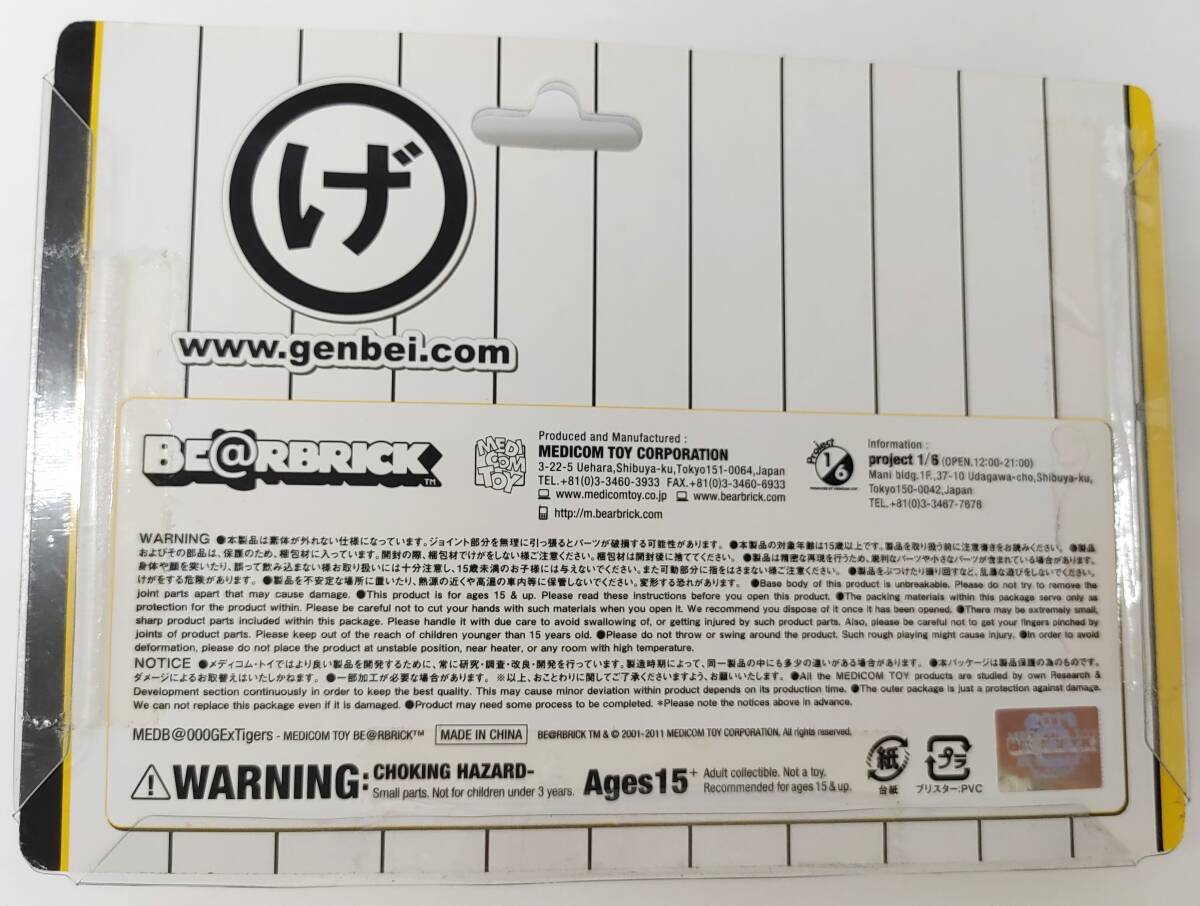 げ
www.genbei.com
BE@RBRICK™
MEDI
COM
TOY
Produced and Manufactured :
MEDICOM TOY CORPORATION
3-22-5 Uehara,Shibuya-ku,Tokyo151-0064,Japan
TEL.+81(0)3-3460-3933 FAX.+81(0)3-3460-6933
www.medicomtoy.co.jp www.bearbrick.com
http://m.bearbrick.com
Project
1/6
Information :
project 1/6 (OPEN.12:00-21:00)
Mani bldg.1F.,37-10 Udagawa-cho,Shibuya-ku,
Tokyo150-0042,Japan
TEL.+81(0)3-3467-7676
WARNING ●本製品は素体が外れない仕様になっています。ジョイント部分を無理に引っ張るとパーツが破損する可能性があります。 ●本製品の対象年齢は15歳以上です。製品を取り扱う前に注意書きをお読みください。 ●製品
およびその部品は、保護のため、梱包材に入っています。開封の際、梱包材でけがをしない様ご注意ください。梱包材は開封後に捨ててください。 ●製品は精密な再現を行うため、鋭利なパーツや小さなパーツが含まれている場合があります。
身体や顔を突いたり、誤って飲み込まない様お取り扱いには十分注意し、15歳未満のお子様には与えないでください。また可動部分に指をはさまない様ご注意ください。 ●製品をぶつけたり振り回すなど、乱暴な遊びをしないでください。
けがをする危険があります。 ●製品を不安定な場所に置いたり、熱源の近くや高温の車内等に保管しないでください。変形する恐れがあります。 ●Base body of this product is unbreakable. Please do not try to remove the
joint parts apart that may cause damage. ●This product is for ages 15 & up. Please read these instructions before you open this product. ●The packing materials within this package serve only as
protection for the product within. Please be careful not to cut your hands with such materials when you open it. We recommend you dispose of it once it has been opened. ●There may be extremely small,
sharp product parts included within this package. Please handle it with due care to avoid swallowing of, or getting injured by such product parts. Also, please be careful not to get your fingers pinched by
joints of product parts. Please keep out of the reach of children younger than 15 years old. ●Please do not throw or swing around the product. Such rough playing might cause injury. ●In order to avoid
deformation, please do not place the product at unstable position, near heater, or any room with high temperature.
NOTICE ●メディコム・トイではより良い製品を開発するために、常に研究・調査・改良・開発を行っています。製造時期によって、同一製品の中にも多少の違いがある場合があります。 ●本パッケージは製品保護の為のものです。
ダメージによるお取替えはいたしかねます。 ●一部加工が必要な場合があります。 ※以上、おことわりに関してご了承くださいますよう、お願いいたします。 ●All the MEDICOM TOY products are studied by own Research &
Development section continuously in order to keep the best quality. This may cause minor deviation within product depends on its production time. ●The outer package is just a protection against damage.
We can not replace this package even if it is damaged. ●Product may need some process to be completed. *Please note the notices above in advance.
MEDB@000GExTigers - MEDICOM TOY BE@RBRICK™ MADE IN CHINA BE@RBRICK TM & © 2001-2011 MEDICOM TOY CORPORATION. All rights reserved.
WARNING: CHOKING HAZARD-
Small parts. Not for children under 3 years.
Ages15+
Adult collectible. Not a toy.
Recommended for ages 15 & up.
紙
台紙
プラ
ブリスター:PVC